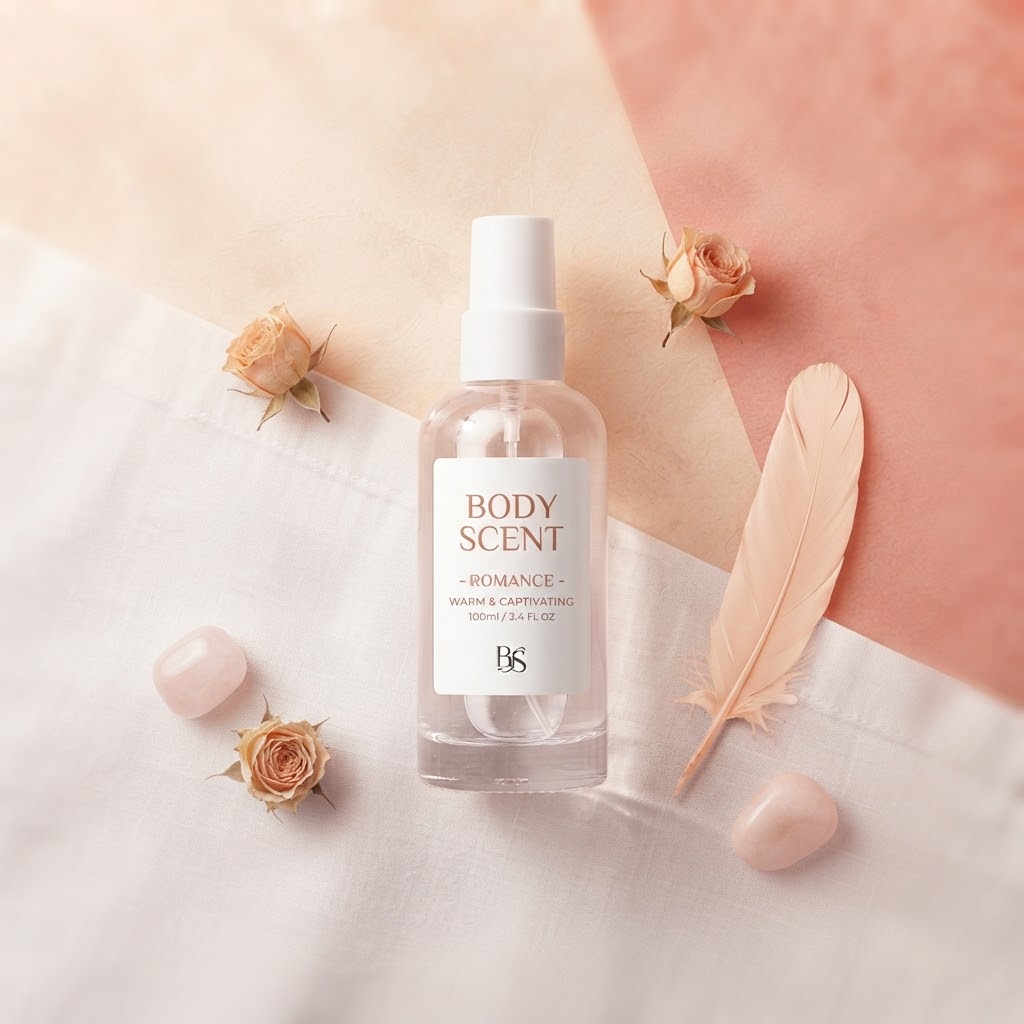 BODY
SCENT
- ROMANCE -
WARM & CAPTIVATING
100ml / 3.4 FL OZ
BS